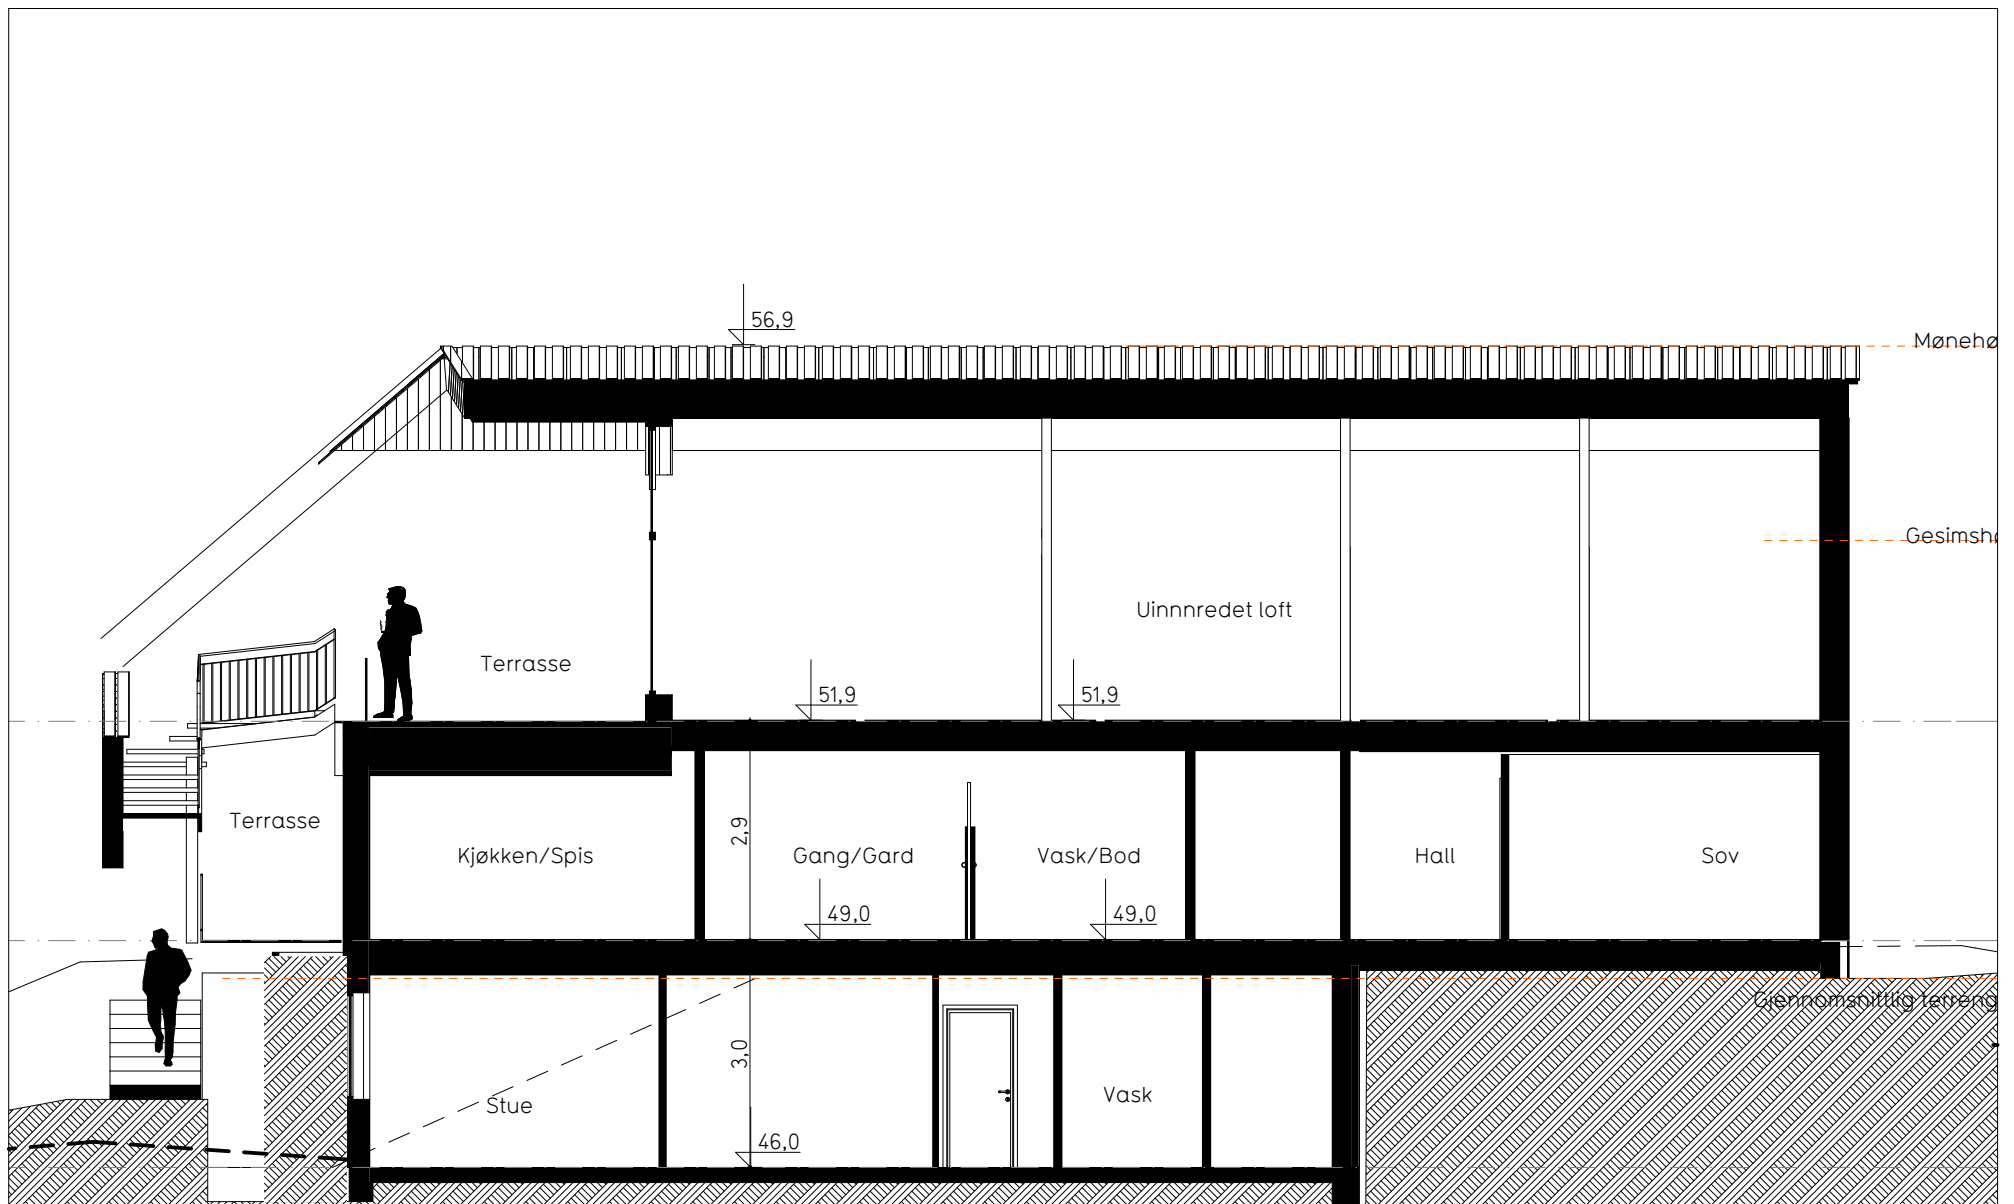 56,9
Mønehø
Gesimshø
Uinnnredet loft
Terrasse
51,9
51,9
Terrasse
2,9
Kjøkken/Spis
Gang/Gard
Vask/Bod
Hall
Sov
49,0
49,0
Gjennomsnittlig terreng
3,0
Stue
Vask
46,0